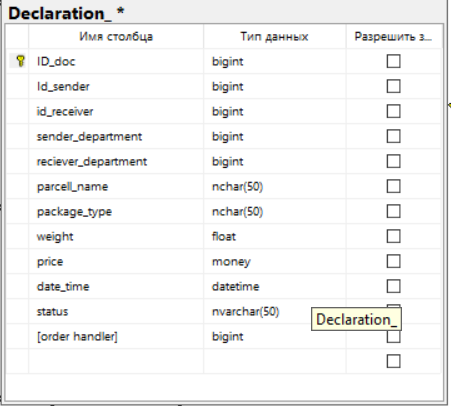 Declaration_ *
Имя столбца Тип данных Разрешить з...
ID_doc bigint
Id_sender bigint
id_receiver bigint
sender_department bigint
reciever_department bigint
parcell_name nchar(50)
package_type nchar(50)
weight float
price money
date_time datetime
status nvarchar(50)
Declaration_
[order handler] bigint